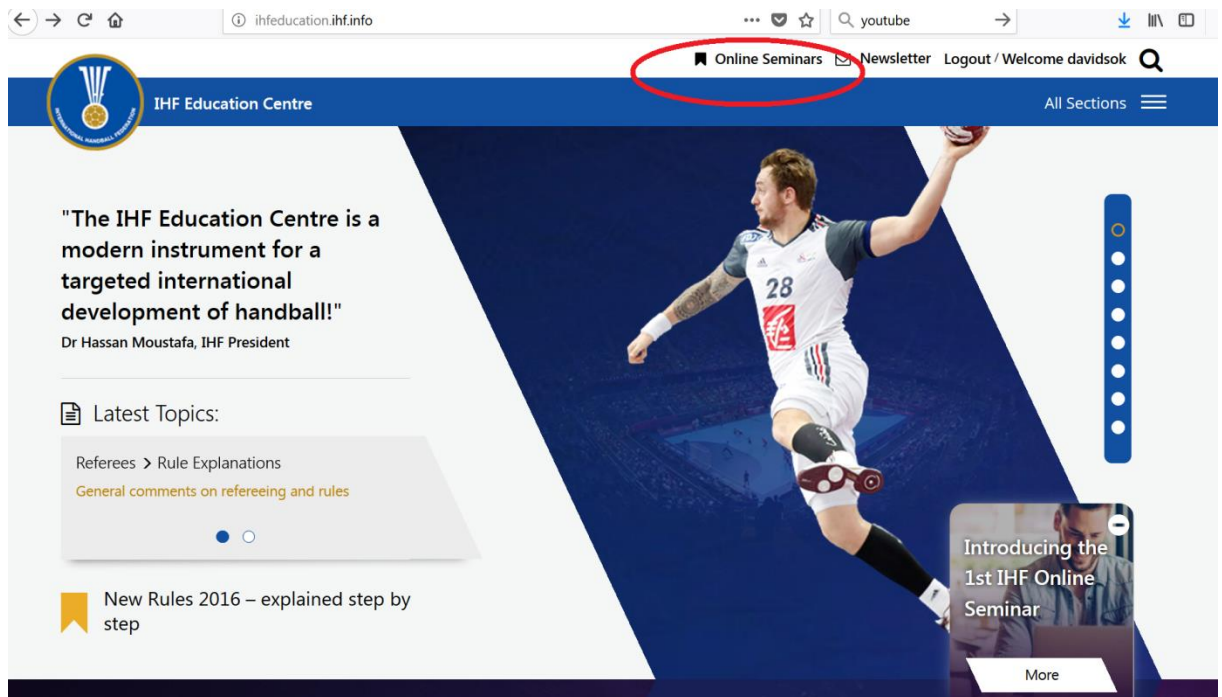 ihfeducation.ihf.info
youtube
Online Seminars Newsletter Logout / Welcome davidsok
INTERNATIONAL HANDBALL FEDERATION
IHF Education Centre
All Sections
"The IHF Education Centre is a
modern instrument for a
targeted international
development of handball!"
Dr Hassan Moustafa, IHF President
28
Latest Topics:
Referees > Rule Explanations
General comments on refereeing and rules
New Rules 2016 – explained step by
step
Introducing the
1st IHF Online
Seminar
More